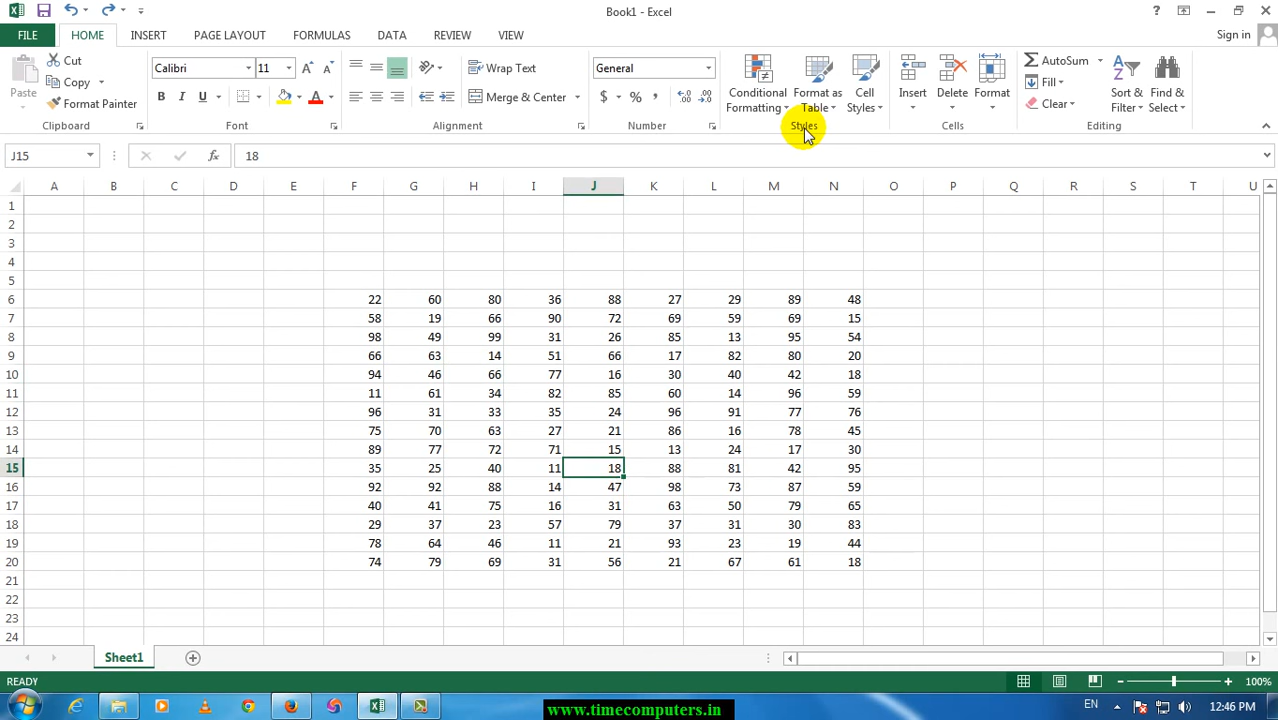 Book1 - Excel
?
FILE HOME INSERT PAGE LAYOUT FORMULAS DATA REVIEW VIEW Sign in
Paste
Cut
Copy
Format Painter
Clipboard
Calibri 11
B I U
Font
Wrap Text
Merge & Center
Alignment
General
$ % ,
Number
Conditional Formatting
Format as Table
Cell Styles
Styles
Insert
Delete
Format
Cells
AutoSum
Fill
Clear
Sort & Filter
Find & Select
Editing
J15 fx 18
A B C D E F G H I J K L M N O P Q R S T U
1
2
3
4
5
6 22 60 80 36 88 27 29 89 48
7 58 19 66 90 72 69 59 69 15
8 98 49 99 31 26 85 13 95 54
9 66 63 14 51 66 17 82 80 20
10 94 46 66 77 16 30 40 42 18
11 11 61 34 82 85 60 14 96 59
12 96 31 33 35 24 96 91 77 76
13 75 70 63 27 21 86 16 78 45
14 89 77 72 71 15 13 24 17 30
15 35 25 40 11 18 88 81 42 95
16 92 92 88 14 47 98 73 87 59
17 40 41 75 16 31 63 50 79 65
18 29 37 23 57 79 37 31 30 83
19 78 64 46 11 21 93 23 19 44
20 74 79 69 31 56 21 67 61 18
21
22
23
24
Sheet1
READY 100%
www.timecomputers.in
EN 12:46 PM